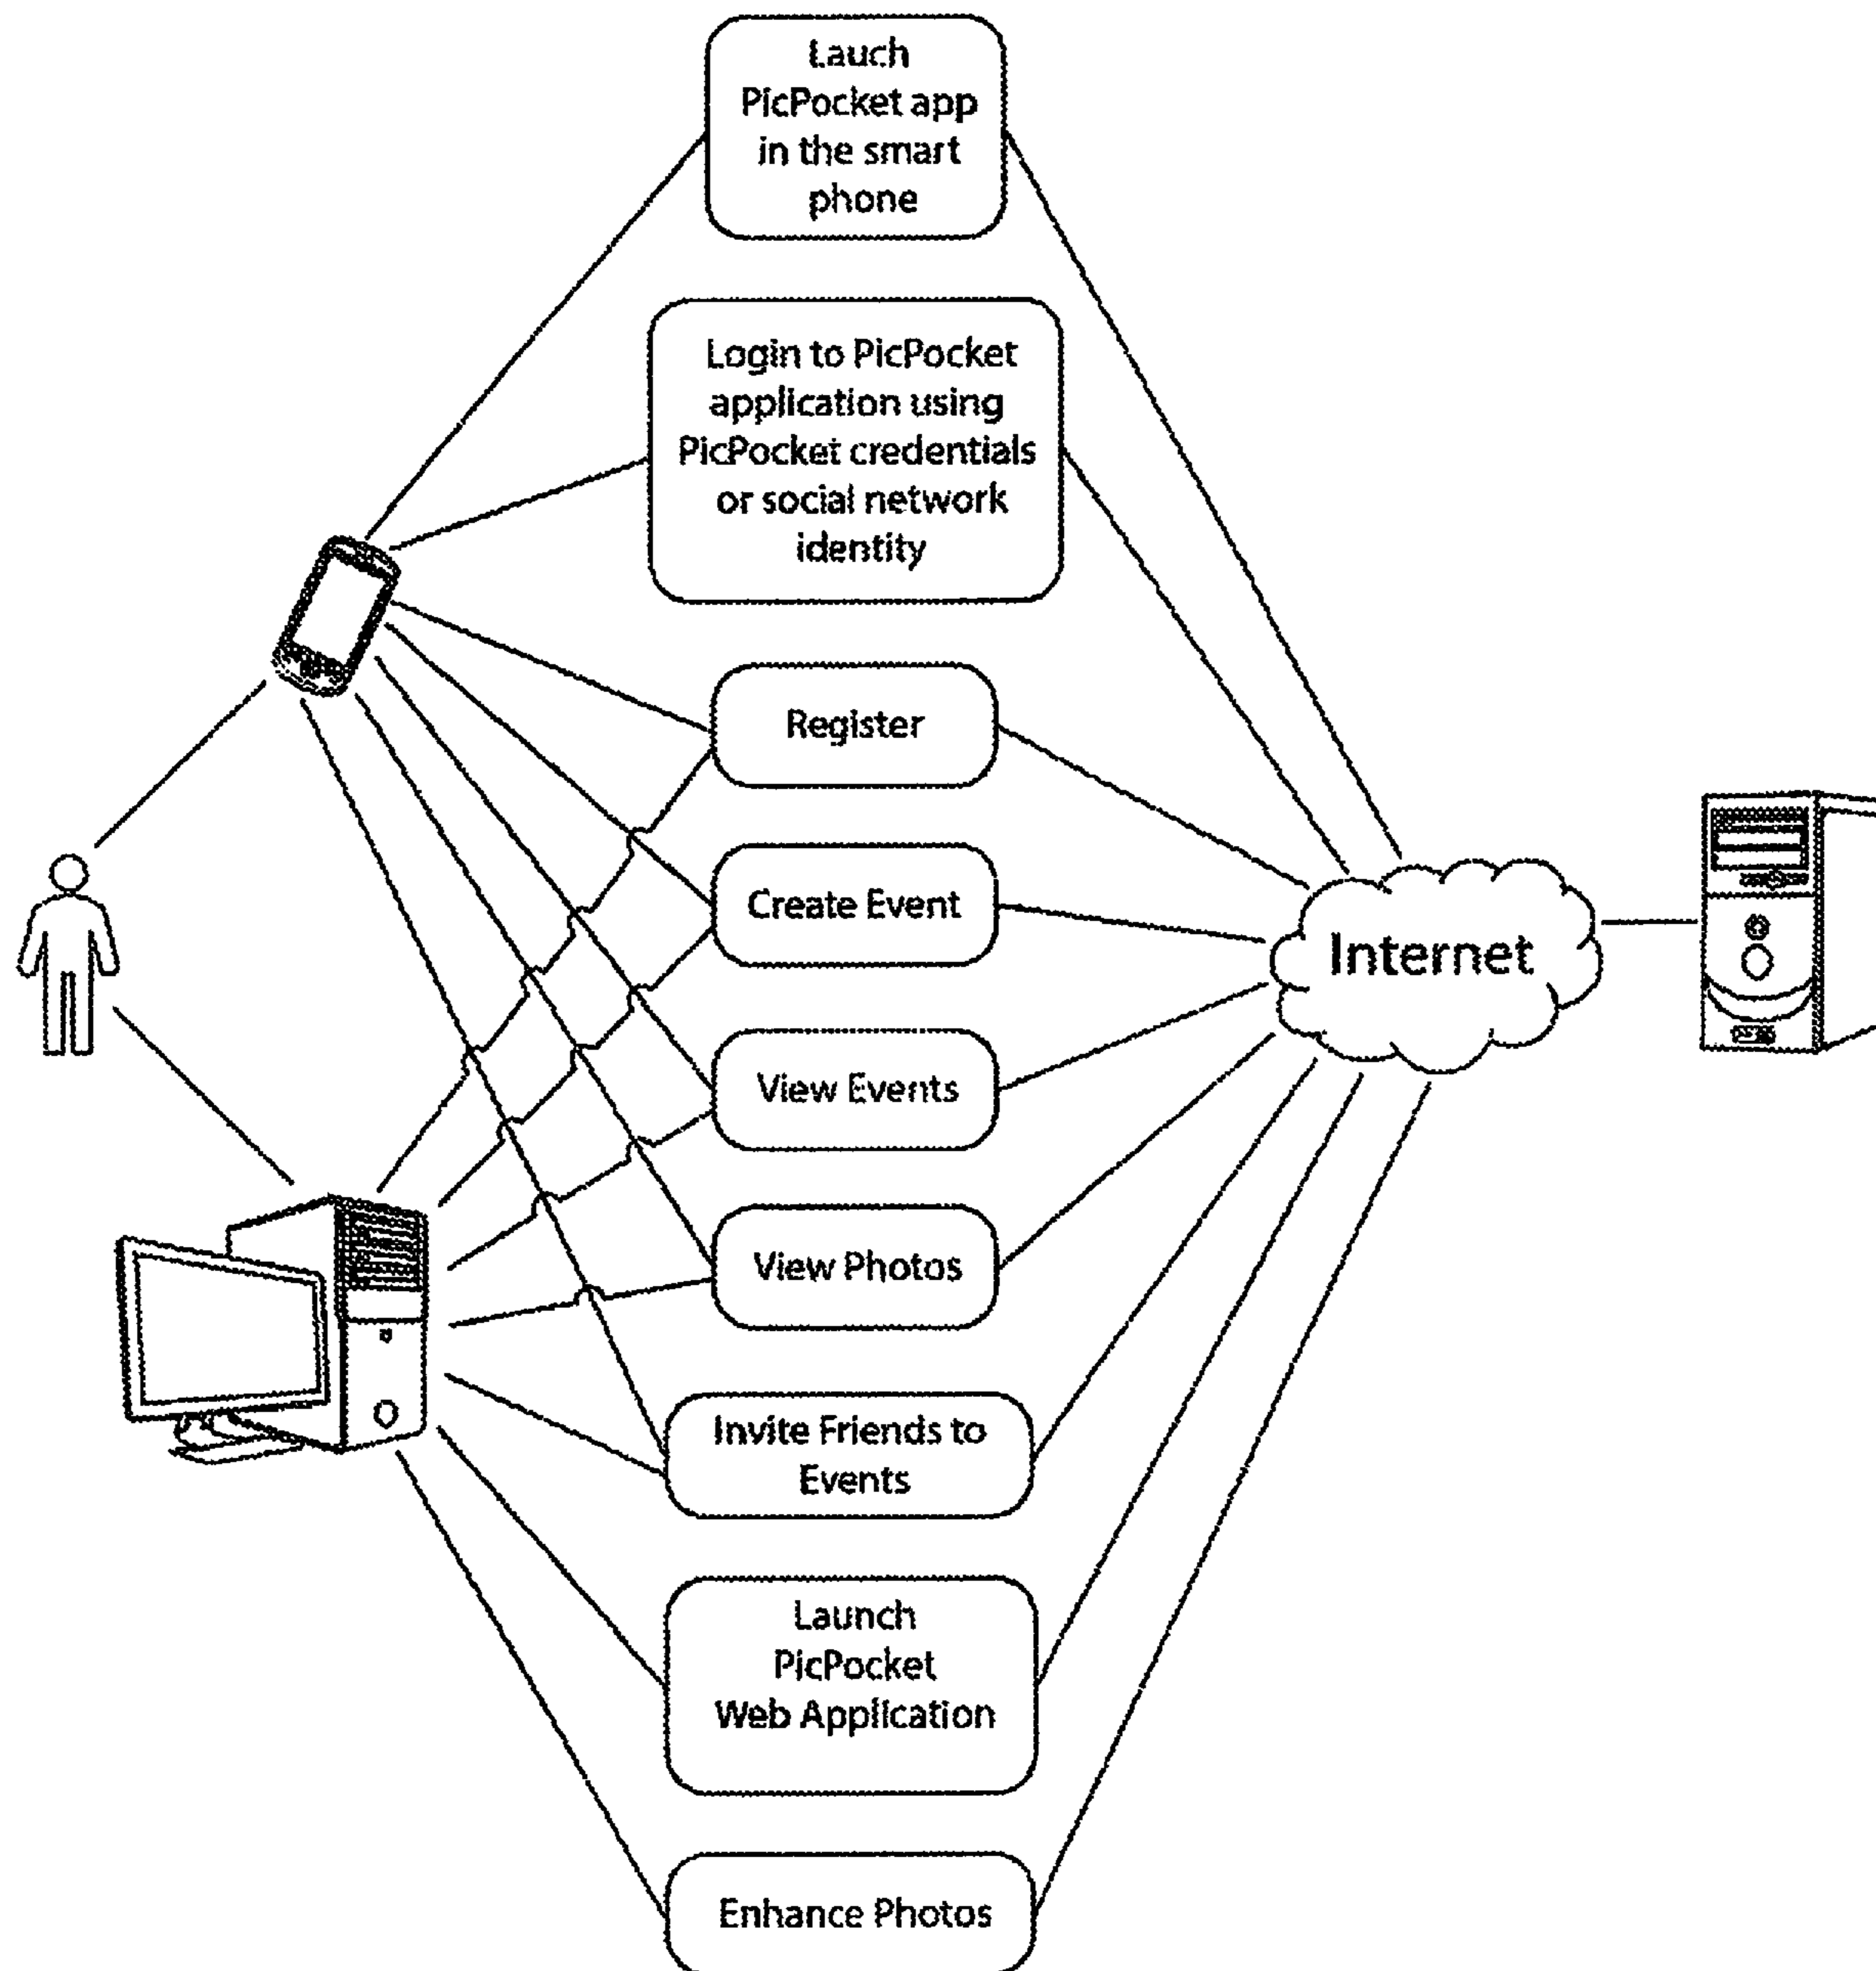 Lauch
PicPocket app
in the smart
phone
Login to PicPocket
application using
PicPocket credentials
or social network
identity
Register
Create Event
Internet
View Events
View Photos
Invite Friends to
Events
Launch
PicPocket
Web Application
Enhance Photos